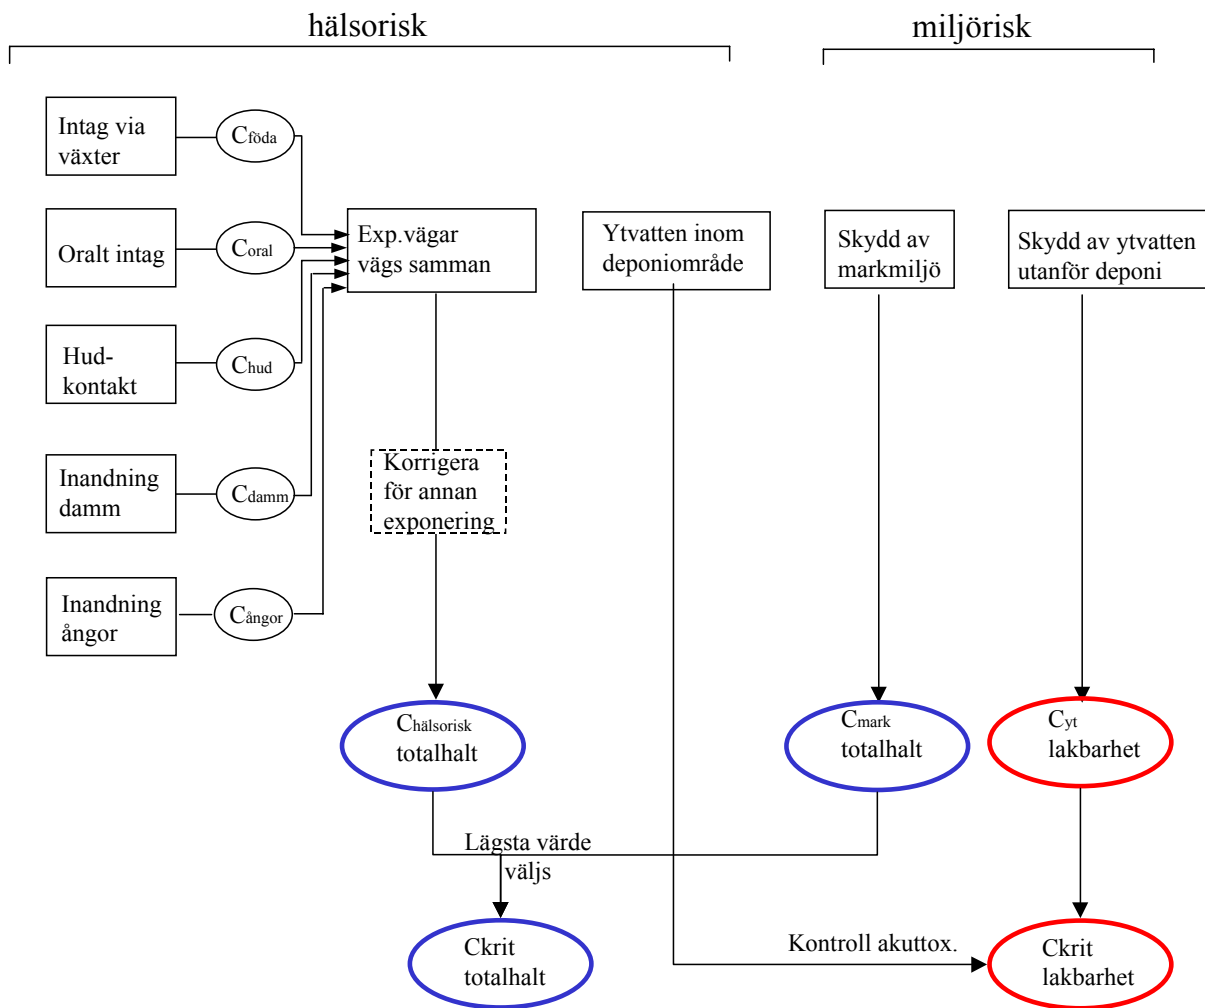 hälsorisk
miljörisk
Intag via
växter
Cföda
Oralt intag
Coral
Exp.vägar
vägs samman
Ytvatten inom
deponiområde
Skydd av
markmiljö
Skydd av ytvatten
utanför deponi
Hud-
kontakt
Chud
Inandning
damm
Cdamm
Korrigera
för annan
exponering
Inandning
ångor
Cångor
Chälsorisk
totalhalt
Cmark
totalhalt
Cyt
lakbarhet
Lägsta värde
väljs
Ckrit
totalhalt
Kontroll akuttox.
Ckrit
lakbarhet